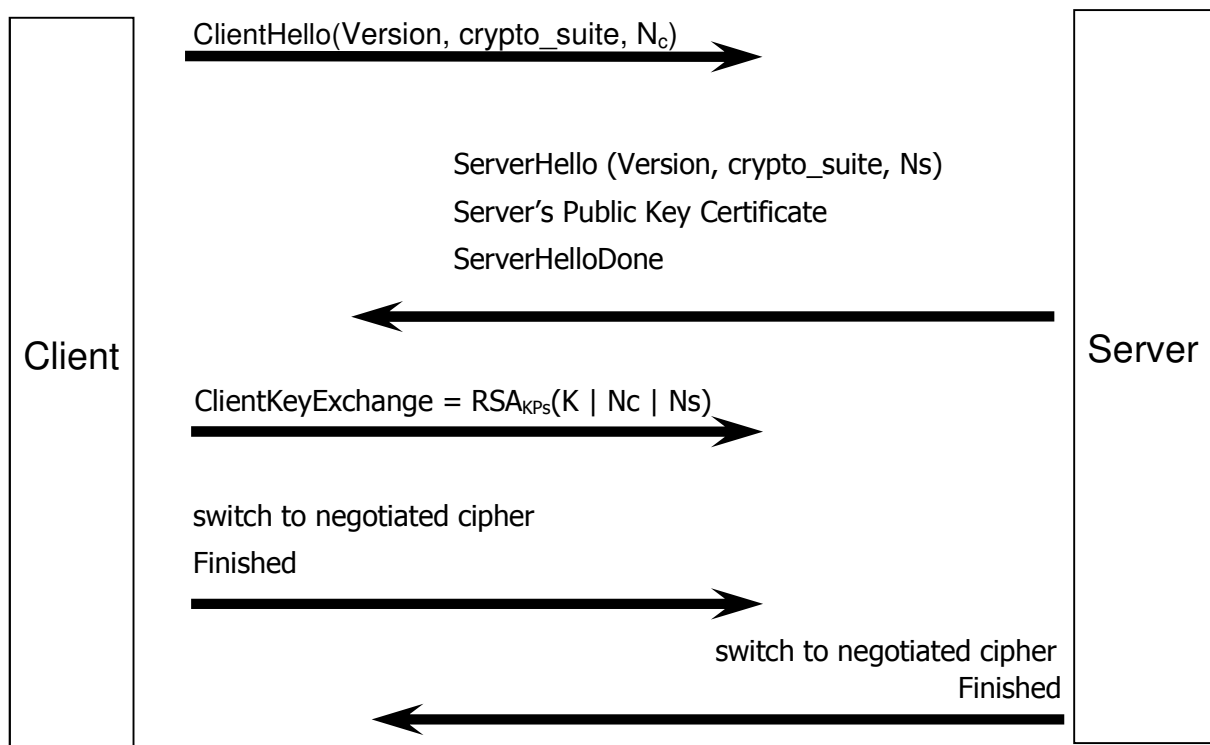 ClientHello(Version, crypto_suite, Nc)
ServerHello (Version, crypto_suite, Ns)
Server’s Public Key Certificate
ServerHelloDone
Client
Server
ClientKeyExchange = RSAKPs(K | Nc | Ns)
switch to negotiated cipher
Finished
switch to negotiated cipher
Finished